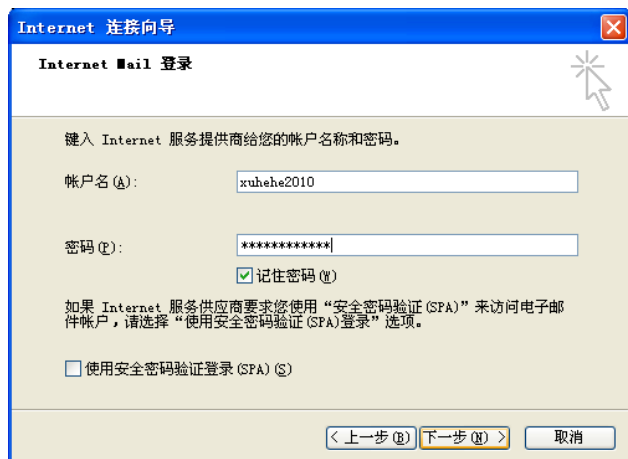 Internet 连接向导
Internet Mail 登录
键入 Internet 服务提供商给您的帐户名称和密码。
帐户名(A):
xuhehe2010
密码(P):
************
记住密码(W)
如果 Internet 服务供应商要求您使用“安全密码验证(SPA)”来访问电子邮
件帐户，请选择“使用安全密码验证(SPA)登录”选项。
使用安全密码验证登录(SPA)(S)
< 上一步(B) 下一步(N) > 取消